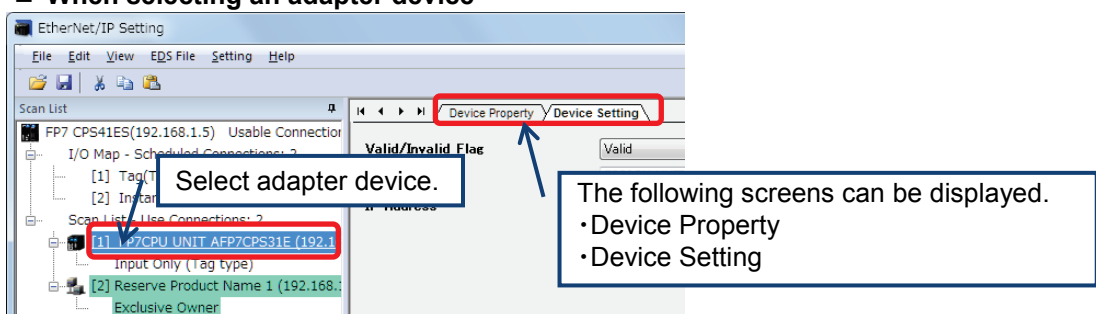 ■ When selecting an adapter device
EtherNet/IP Setting
File Edit View EDS File Setting Help
Scan List
Device Property Device Setting
FP7 CPS41ES(192.168.1.5) Usable Connection
Valid/Invalid Flag Valid
I/O Map - Scheduled Connections: 2
[1] Tag(T
Select adapter device.
[2] Instan
IP Address
The following screens can be displayed.
・Device Property
・Device Setting
Scan List - Use Connections: 2
[1] FP7CPU UNIT AFP7CPS31E (192.1
Input Only (Tag type)
[2] Reserve Product Name 1 (192.168.
Exclusive Owner